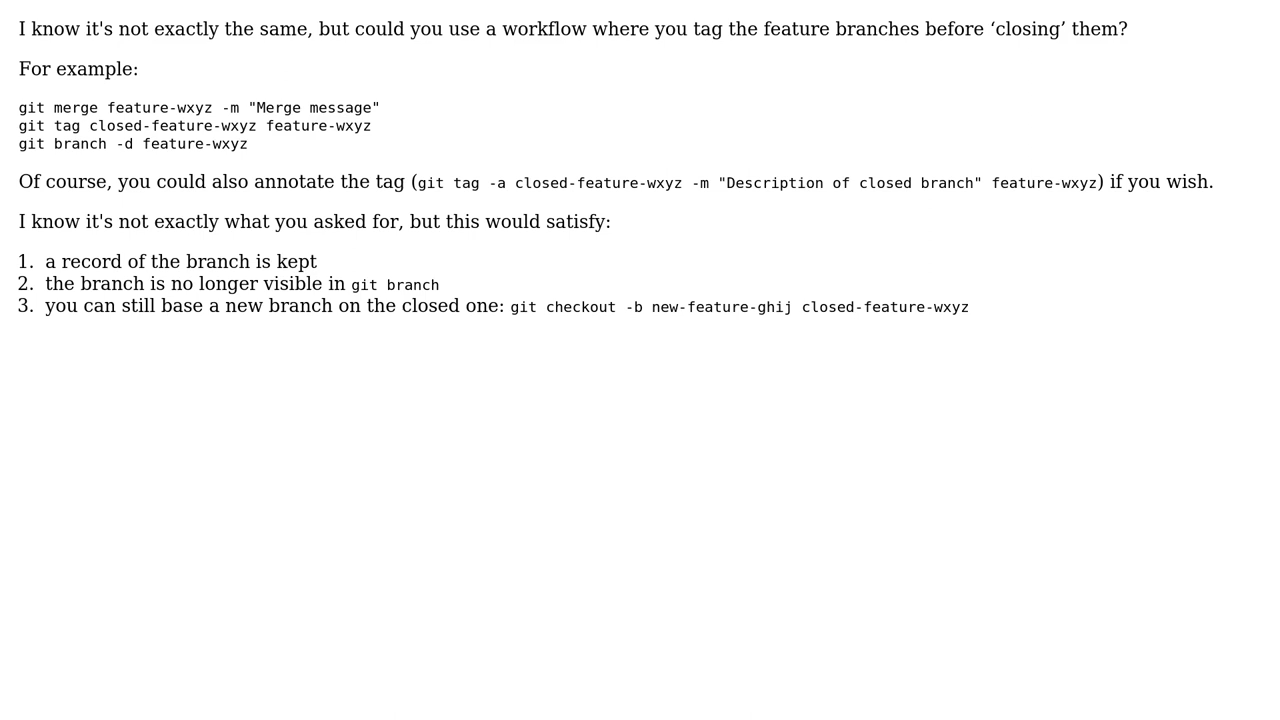 I know it's not exactly the same, but could you use a workflow where you tag the feature branches before ‘closing’ them?
For example:
git merge feature-wxyz -m "Merge message"
git tag closed-feature-wxyz feature-wxyz
git branch -d feature-wxyz
Of course, you could also annotate the tag (git tag -a closed-feature-wxyz -m "Description of closed branch" feature-wxyz) if you wish.
I know it's not exactly what you asked for, but this would satisfy:
1. a record of the branch is kept
2. the branch is no longer visible in git branch
3. you can still base a new branch on the closed one: git checkout -b new-feature-ghij closed-feature-wxyz